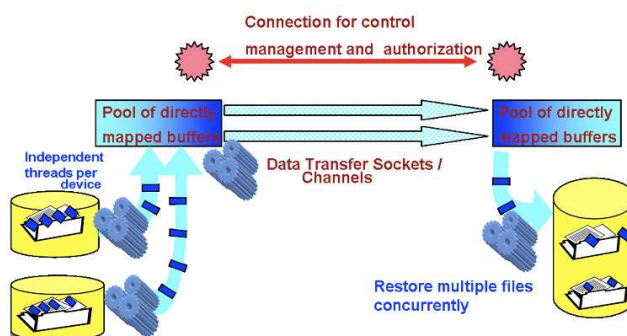 Connection for control
management and authorization
Pool of directly
mapped buffers
Pool of directly
mapped buffers
Independent
threads per
device
Data Transfer Sockets /
Channels
Restore multiple files
concurrently